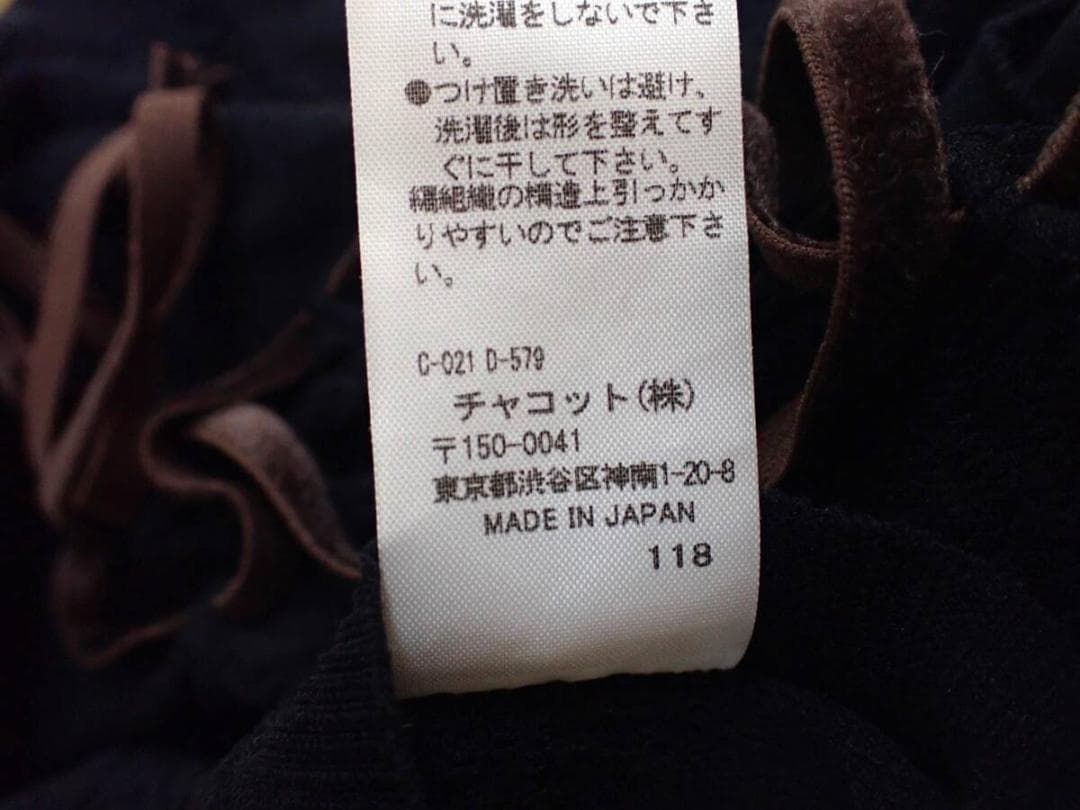 に洗濯をしないで下さ
い。
●つけ置き洗いは避け、
洗濯後は形を整えてす
ぐに干して下さい。
編組織の構造上引っかか
りやすいのでご注意下さ
い。
C-021 D-579
チャコット(株)
〒150-0041
東京都渋谷区神南1-20-8
MADE IN JAPAN
118